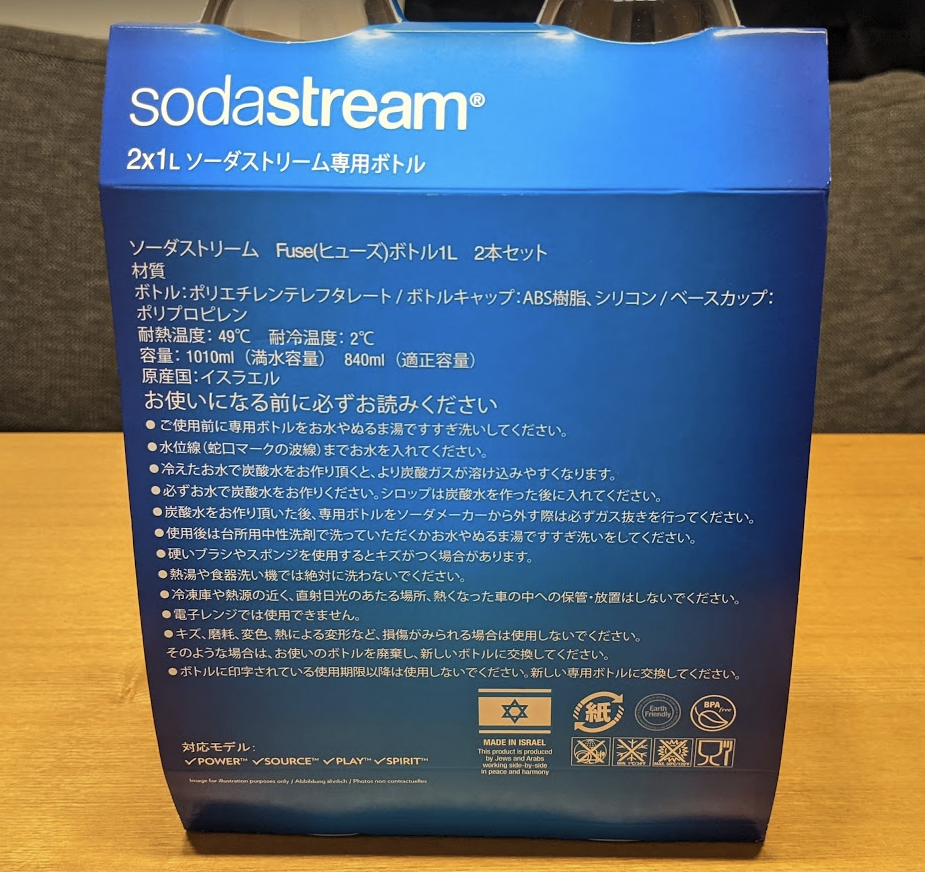 sodastream®
2x1L ソーダストリーム専用ボトル
ソーダストリーム Fuse(ヒューズ)ボトル1L 2本セット
材質
ボトル:ポリエチレンテレフタレート / ボトルキャップ:ABS樹脂、シリコン / ベースカップ:
ポリプロピレン
耐熱温度: 49℃ 耐冷温度: 2℃
容量: 1010ml (満水容量) 840ml (適正容量)
原産国:イスラエル
お使いになる前に必ずお読みください
●ご使用前に専用ボトルをお水やぬるま湯ですすぎ洗いしてください。
●水位線(蛇口マークの波線)までお水を入れてください。
●冷えたお水で炭酸水をお作り頂くと、より炭酸ガスが溶け込みやすくなります。
●必ずお水で炭酸水をお作りください。シロップは炭酸水を作った後に入れてください。
●炭酸水をお作り頂いた後、専用ボトルをソーダメーカーから外す際は必ずガス抜きを行ってください。
●使用後は台所用中性洗剤で洗っていただくかお水やぬるま湯ですすぎ洗いをしてください。
●硬いブラシやスポンジを使用するとキズがつく場合があります。
●熱湯や食器洗い機では絶対に洗わないでください。
●冷凍庫や熱源の近く、直射日光のあたる場所、熱くなった車の中への保管・放置はしないでください。
●電子レンジでは使用できません。
●キズ、磨耗、変色、熱による変形など、損傷がみられる場合は使用しないでください。
そのような場合は、お使いのボトルを廃棄し、新しいボトルに交換してください。
●ボトルに印字されている使用期限以降は使用しないでください。新しい専用ボトルに交換してください。
紙
Earth
Friendly
BPA
free
MADE IN ISRAEL
This product is produced
by Jews and Arabs
working side-by-side
in peace and harmony
対応モデル:
✓POWER™ ✓SOURCE™ ✓PLAY™ ✓SPIRIT™
Image for illustration purposes only / Abbildung ähnlich / Photos non contractuelles